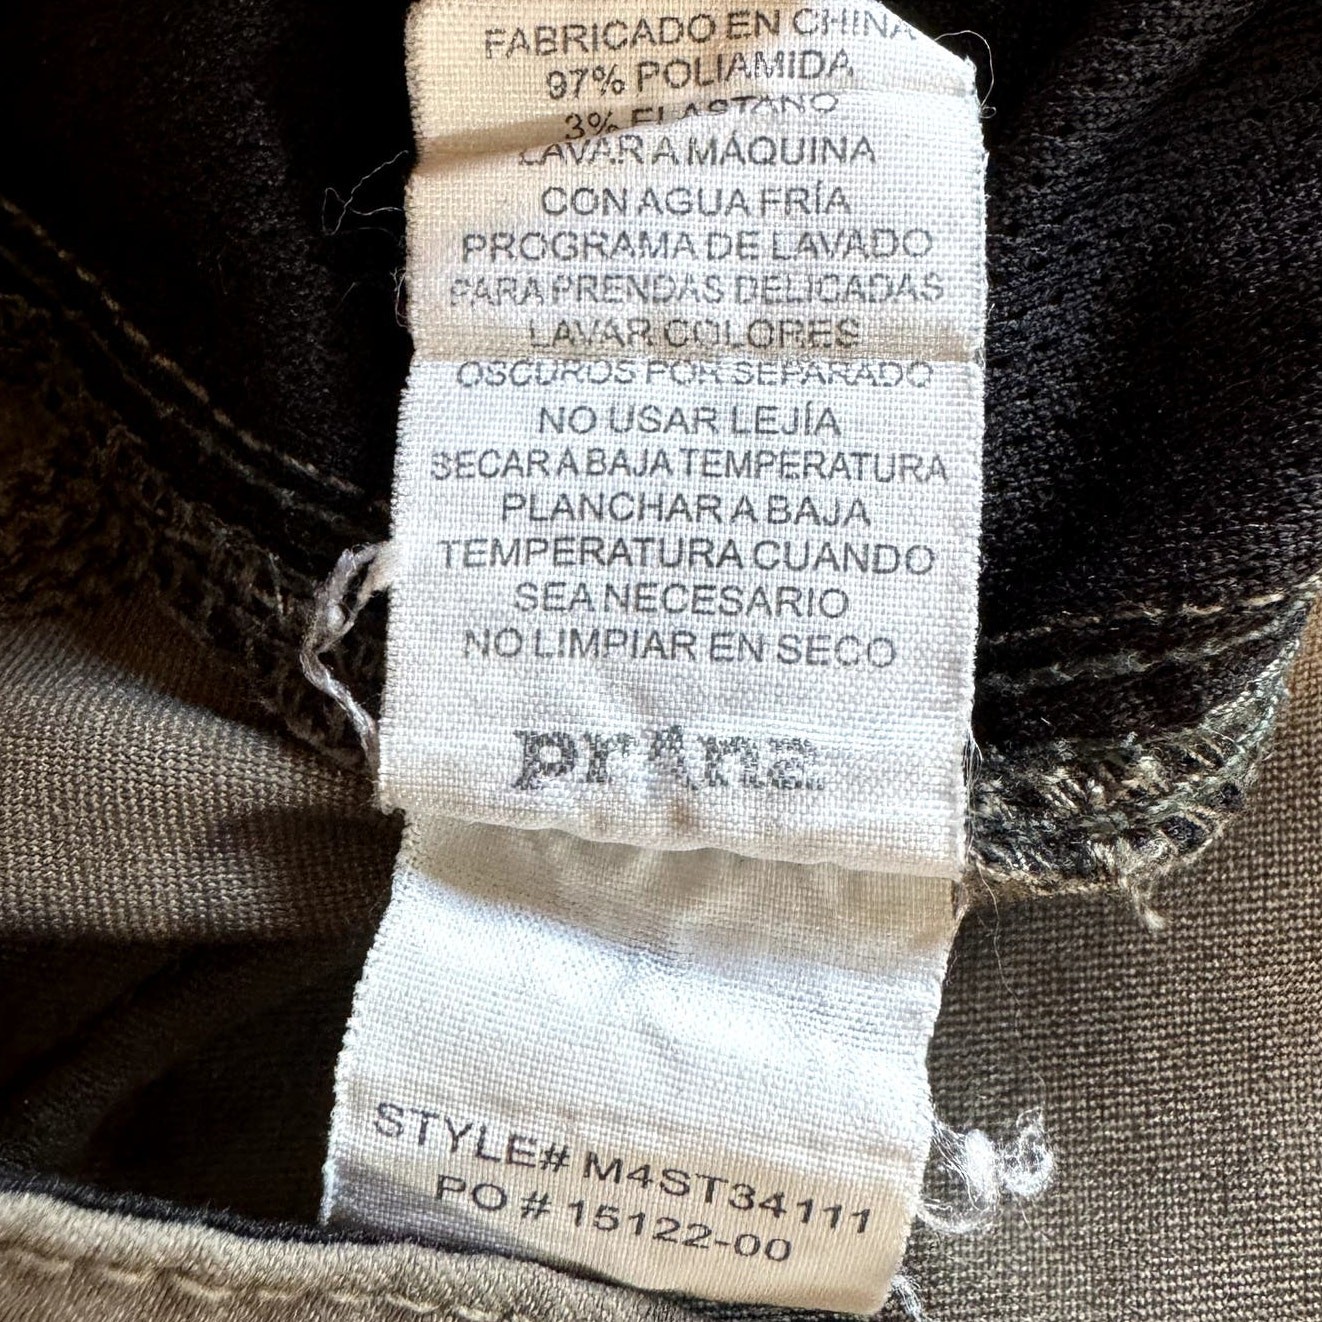 FABRICADO EN CHINA
97% POLIAMIDA
3% ELASTANO
LAVAR A MÁQUINA
CON AGUA FRÍA
PROGRAMA DE LAVADO
PARA PRENDAS DELICADAS
LAVAR COLORES
OSCUROS POR SEPARADO
NO USAR LEJÍA
SECAR A BAJA TEMPERATURA
PLANCHAR A BAJA
TEMPERATURA CUANDO
SEA NECESARIO
NO LIMPIAR EN SECO
prAna
STYLE# M4ST34111
PO # 15122-00